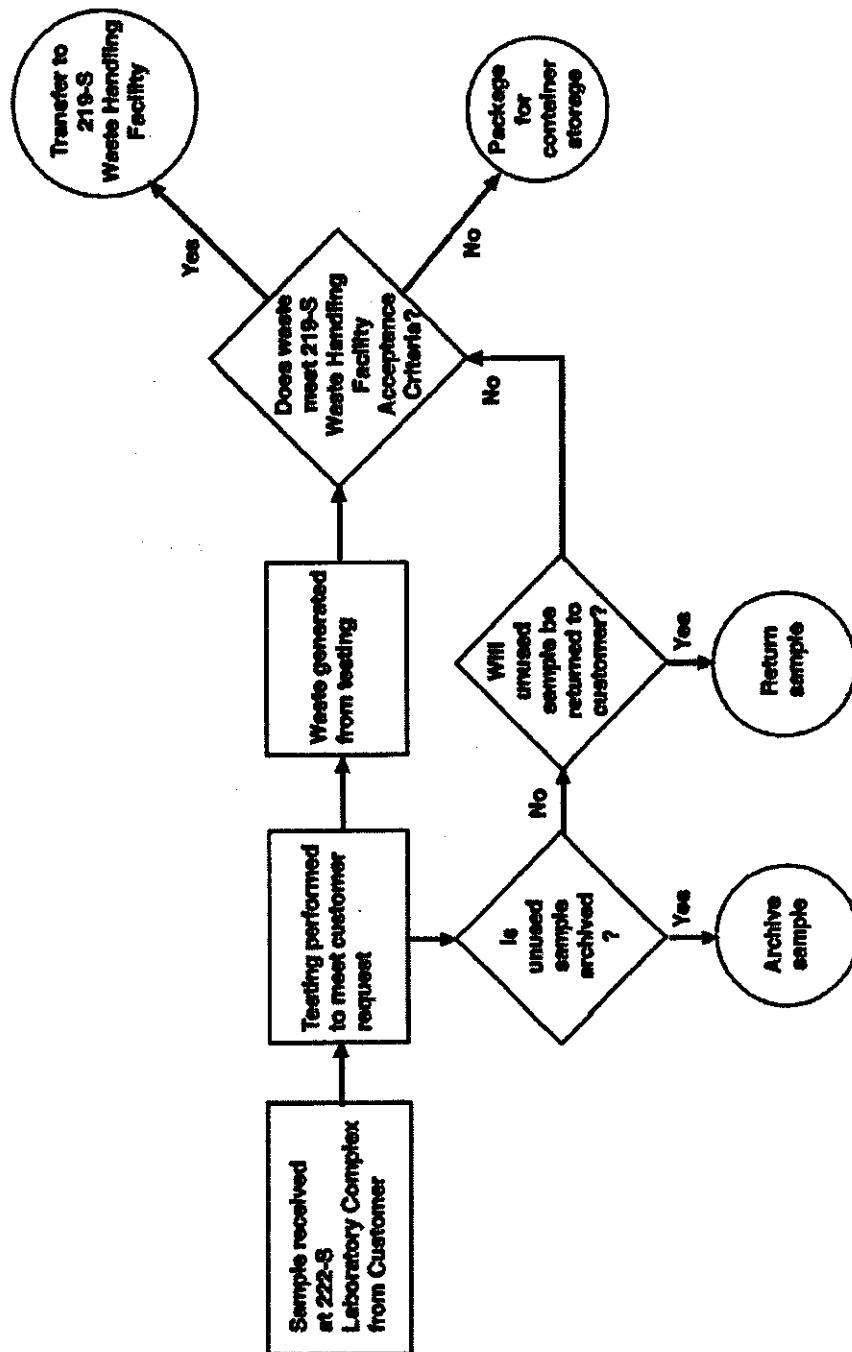 Sample received
at 222-S
Laboratory Complex
from Customer
Testing performed
to meet customer
request
Waste generated
from testing
Does waste
meet 219-S
Waste Handling
Facility
Acceptance
Criteria?
Yes
Transfer to
219-S
Waste Handling
Facility
No
Package
for
container
storage
Is
unused
sample
archived
?
Yes
Archive
sample
No
Will
unused
sample be
returned to
customer?
Yes
Return
sample
No